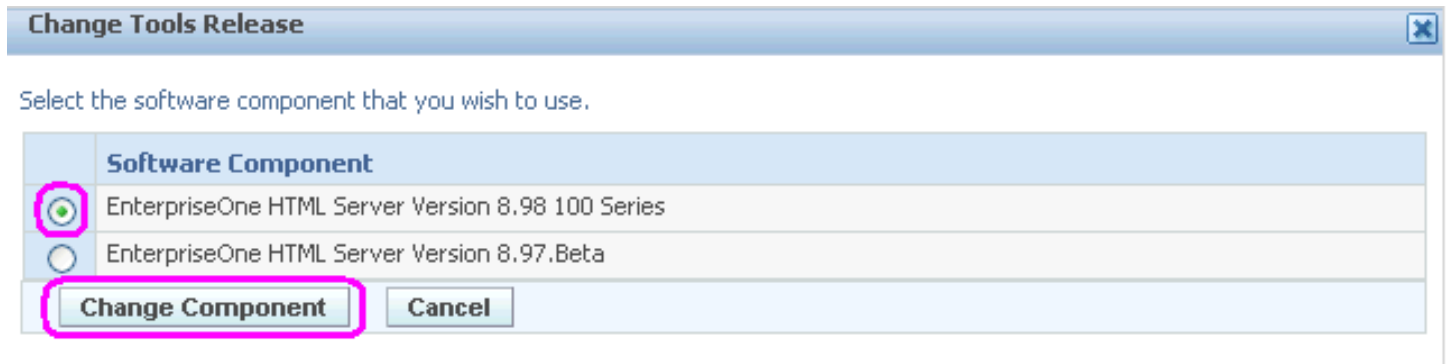 Change Tools Release
Select the software component that you wish to use.
Software Component
EnterpriseOne HTML Server Version 8.98 100 Series
EnterpriseOne HTML Server Version 8.97.Beta
Change Component Cancel